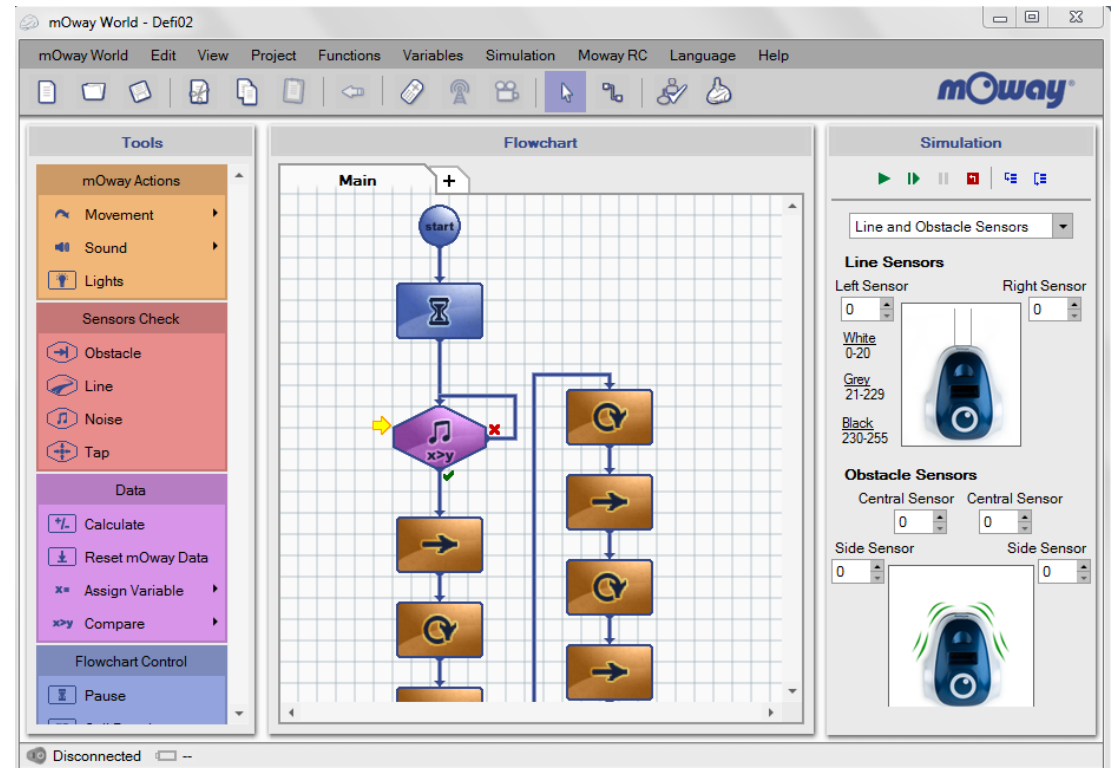 mOway World - Defi02
mOway World Edit View Project Functions Variables Simulation Moway RC Language Help
mOway
Tools
mOway Actions
Movement
Sound
Lights
Sensors Check
Obstacle
Line
Noise
Tap
Data
+/- Calculate
Reset mOway Data
x= Assign Variable
x>y Compare
Flowchart Control
Pause
Flowchart
Main +
start
x>y
Simulation
Line and Obstacle Sensors
Line Sensors
Left Sensor Right Sensor
0 0
White
0-20
Grey
21-229
Black
230-255
Obstacle Sensors
Central Sensor Central Sensor
0 0
Side Sensor Side Sensor
0 0
Disconnected --